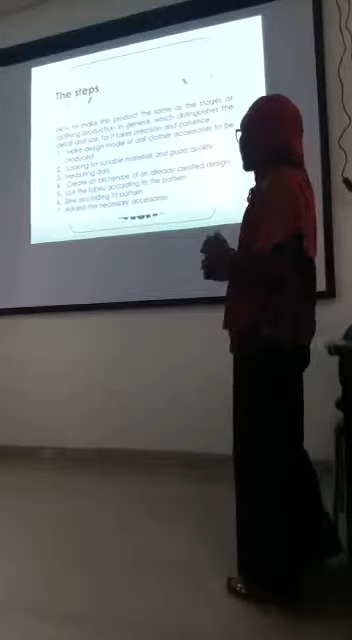 The steps
How to make this product the same as the stages of
clothing production in general, which distinguishes the
detail and size, for it takes precision and patience.
1. Make design model of doll clothes accessories to be
produced
2. Looking for suitable materials and good quality
3. Measuring dolls
4. Create an archetype of an already created design
5. Cut the fabric according to the pattern
6. Sew according to pattern
7. Added the necessary accessories